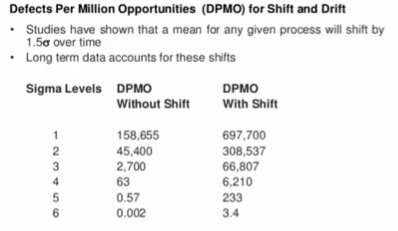 Defects Per Million Opportunities (DPMO) for Shift and Drift
• Studies have shown that a mean for any given process will shift by
1.5σ over time
• Long term data accounts for these shifts
Sigma Levels DPMO DPMO
Without Shift With Shift
1 158,655 697,700
2 45,400 308,537
3 2,700 66,807
4 63 6,210
5 0.57 233
6 0.002 3.4